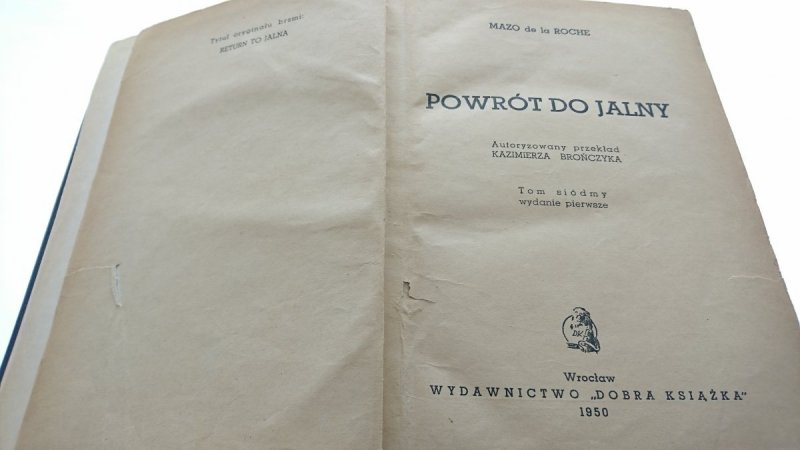 Tytuł oryginału brzmi:
RETURN TO JALNA
MAZO de la ROCHE
POWRÓT DO JALNY
Autoryzowany przekład
KAZIMIERZA BROŃCZYKA
Tom siódmy
wydanie pierwsze
DK
Wrocław
WYDAWNICTWO „DOBRA KSIĄŻKA"
1950